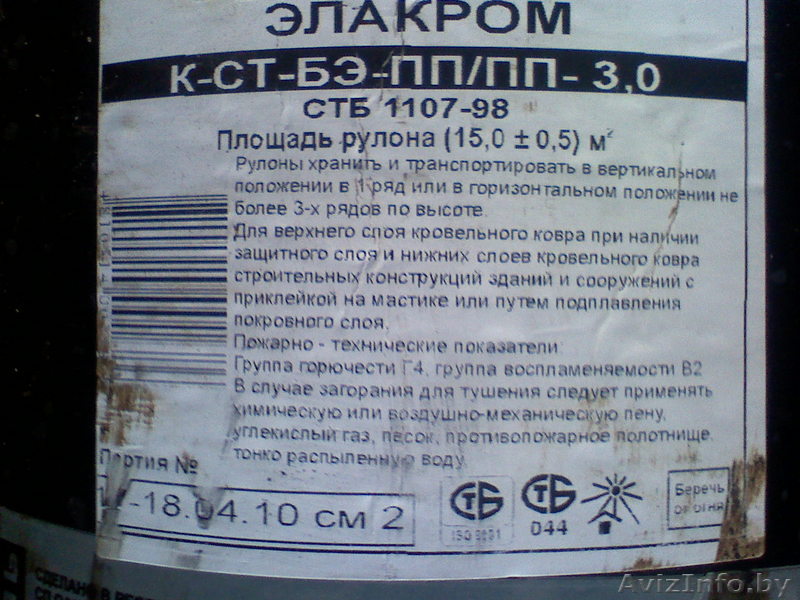 ЭЛАКРОМ
К-СТ-БЭ-ПП/ПП- 3,0
СТБ 1107-98
Площадь рулона (15,0 ± 0,5) м²
Рулоны хранить и транспортировать в вертикальном
положении в 1 ряд или в горизонтальном положении не
более 3-х рядов по высоте.
Для верхнего слоя кровельного ковра при наличии
защитного слоя и нижних слоев кровельного ковра
строительных конструкций зданий и сооружений с
приклейкой на мастике или путем подплавления
покровного слоя.
Пожарно - технические показатели:
Группа горючести Г4, группа воспламеняемости В2
В случае загорания для тушения следует применять
химическую или воздушно-механическую пену,
углекислый газ, песок, противопожарное полотнище,
тонко распыленную воду.
Партия №
-18.04.10 см 2
СТБ
ISO 9001
СТБ
044
Беречь
от огня
СДЕЛАНО В
AvizInfo.by